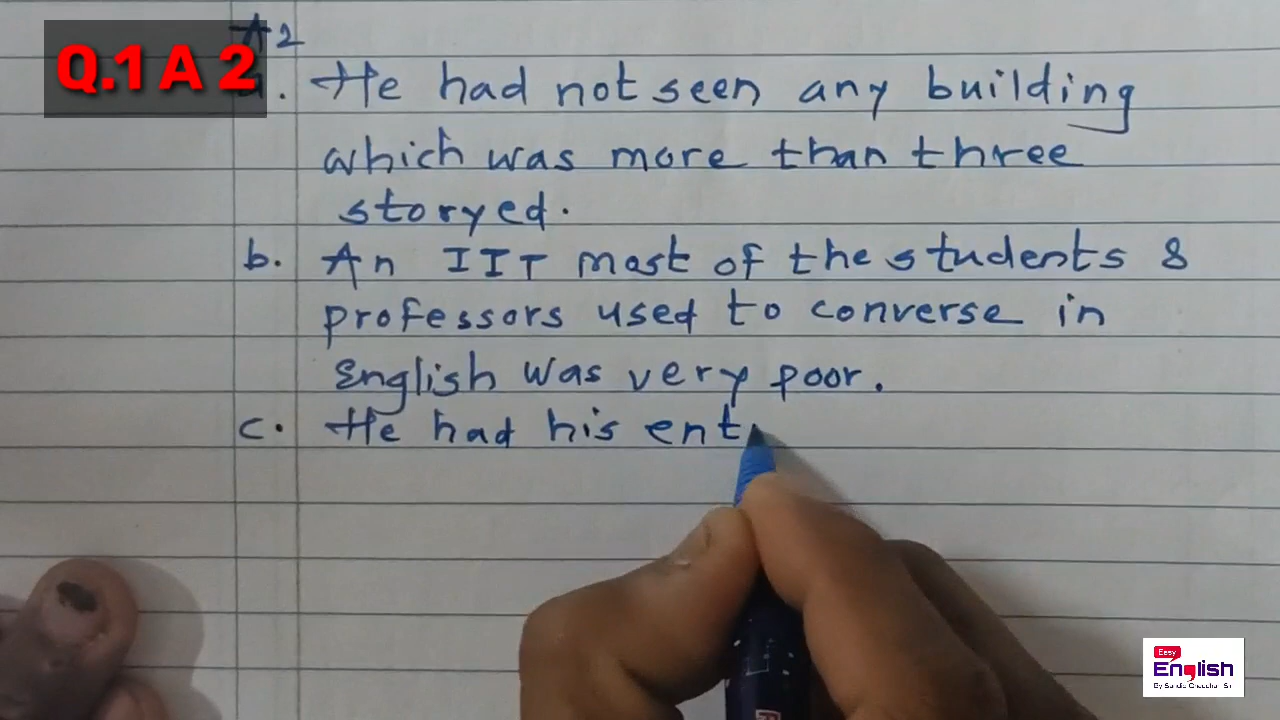 A2
Q.1 A 2
a. He had not seen any building
which was more than three
storyed.
b. An IIT most of the students &
professors used to converse in
English was very poor.
c. He had his ent
Easy
English